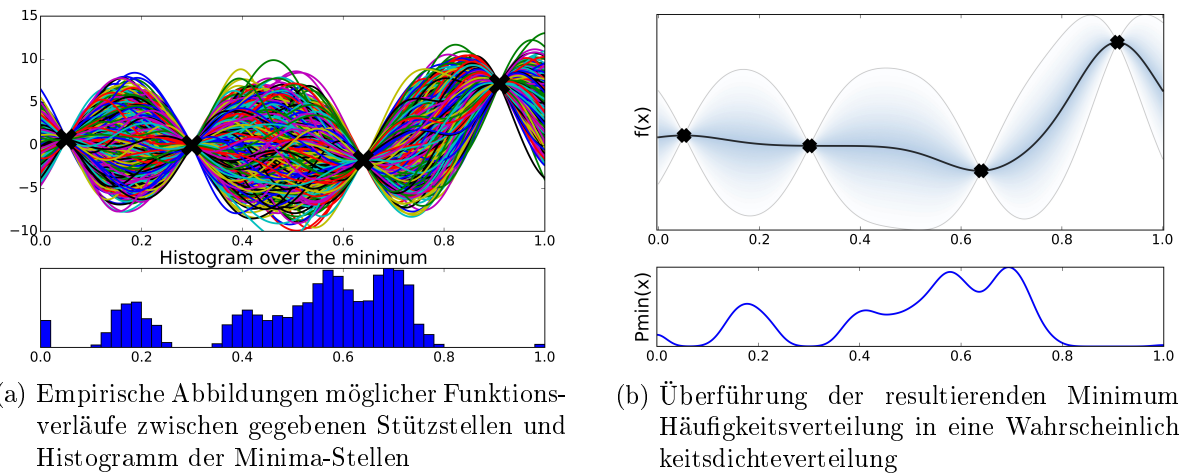 15
10
5
0
−5
−10
0.0 0.2 0.4 0.6 0.8 1.0
Histogram over the minimum
0.0 0.2 0.4 0.6 0.8 1.0
(a) Empirische Abbildungen möglicher Funktions-
verläufe zwischen gegebenen Stützstellen und
Histogramm der Minima-Stellen
f(x)
0.0 0.2 0.4 0.6 0.8 1.0
Pmin(x)
0.0 0.2 0.4 0.6 0.8 1.0
(b) Überführung der resultierenden Minimum
Häufigkeitsverteilung in eine Wahrscheinlich
keitsdichteverteilung